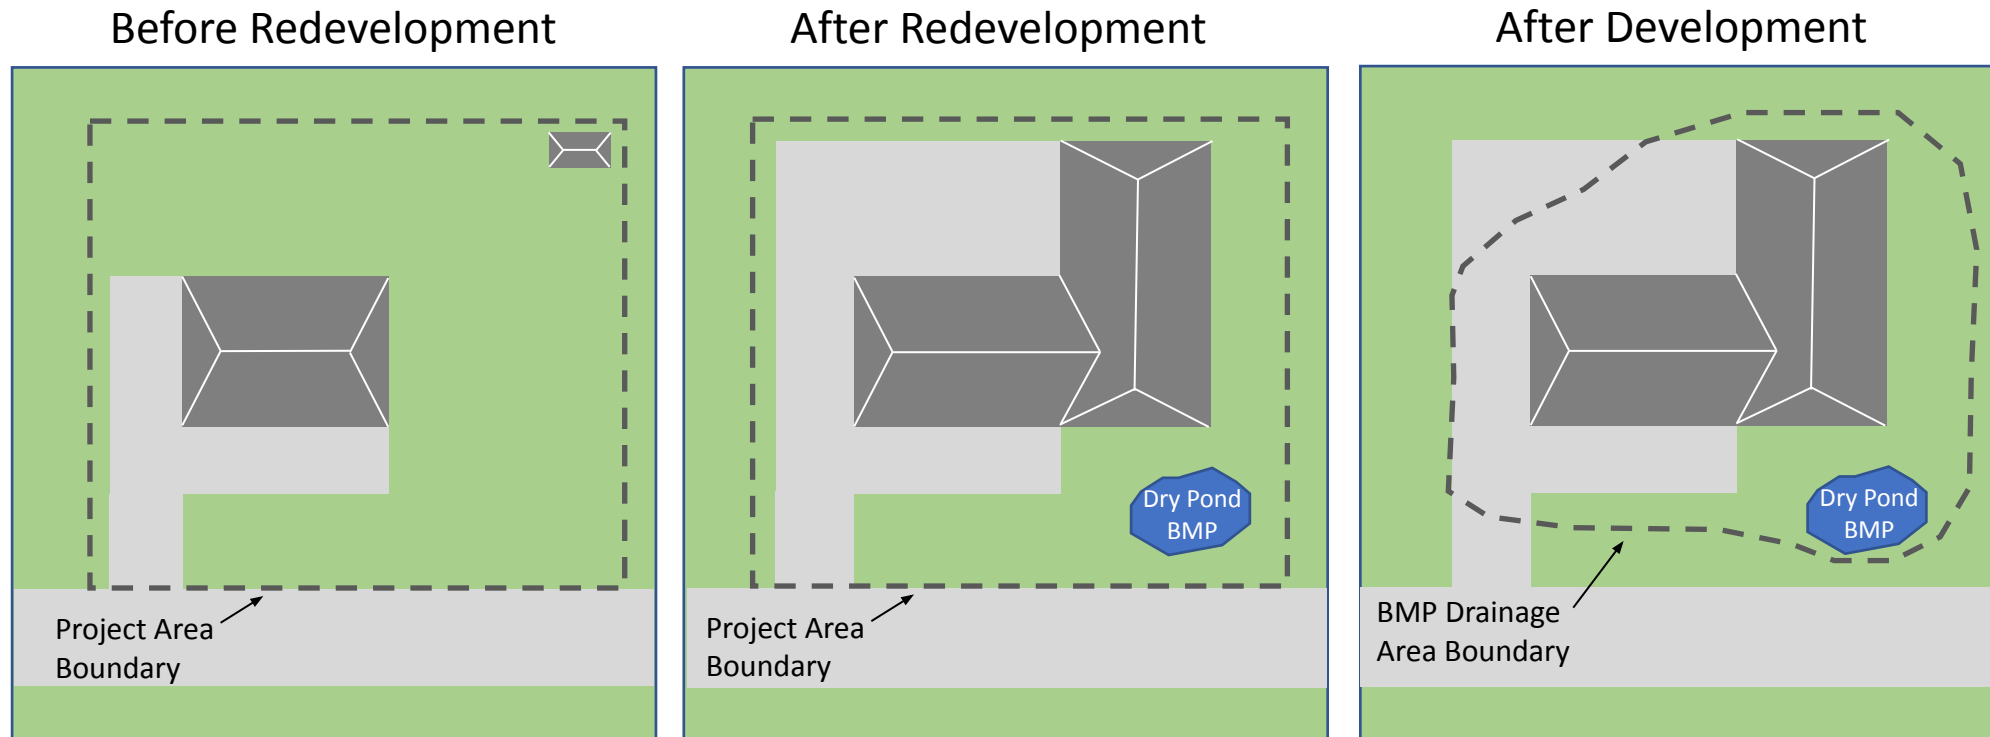 Before Redevelopment
After Redevelopment
After Development
Project Area
Boundary
Dry Pond
BMP
Project Area
Boundary
Dry Pond
BMP
BMP Drainage
Area Boundary